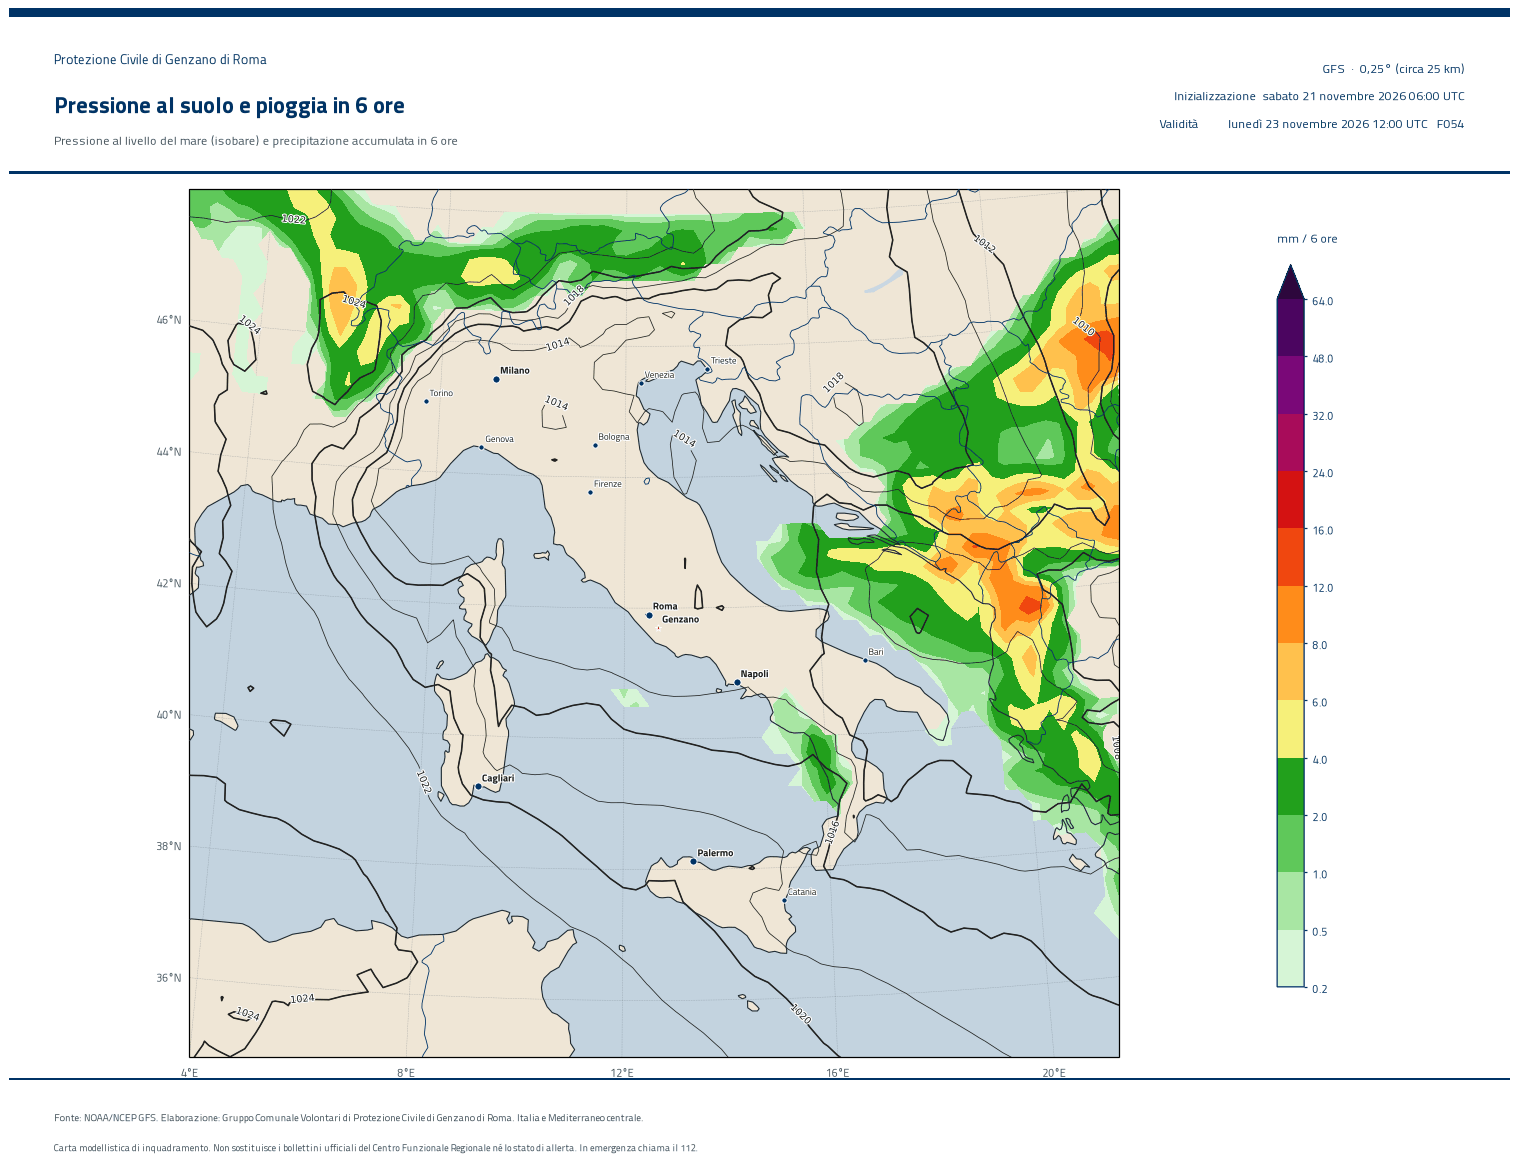 Protezione Civile di Genzano di Roma
Pressione al suolo e pioggia in 6 ore
Pressione al livello del mare (isobare) e precipitazione accumulata in 6 ore
GFS · 0,25° (circa 25 km)
Inizializzazione sabato 21 novembre 2026 06:00 UTC
Validità lunedì 23 novembre 2026 12:00 UTC F054
mm / 6 ore
64.0
48.0
32.0
24.0
16.0
12.0
8.0
6.0
4.0
2.0
1.0
0.5
0.2
46°N
44°N
42°N
40°N
38°N
36°N
4°E
8°E
12°E
16°E
20°E
1022
1012
1024
1018
1024
1010
1014
Trieste
Milano
Venezia
1018
Torino
1014
Bologna
1014
Genova
Firenze
Roma
Genzano
Bari
Napoli
1008
Cagliari
1022
1016
Palermo
Catania
1024
1024
1020
Fonte: NOAA/NCEP GFS. Elaborazione: Gruppo Comunale Volontari di Protezione Civile di Genzano di Roma. Italia e Mediterraneo centrale.
Carta modellistica di inquadramento. Non sostituisce i bollettini ufficiali del Centro Funzionale Regionale né lo stato di allerta. In emergenza chiama il 112.